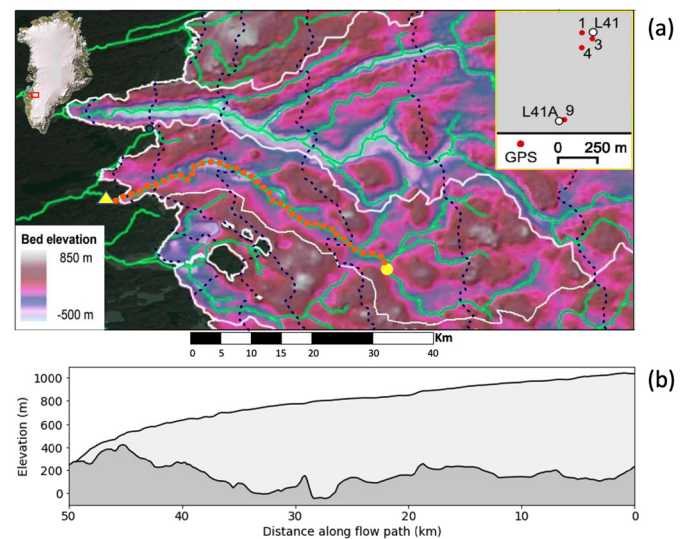 (a)
1 L41
3
4
L41A 9
GPS 0 250 m
Bed elevation
850 m
-500 m
Km
0 5 10 15 20 30 40
(b)
Elevation (m)
1000
800
600
400
200
0
50 40 30 20 10 0
Distance along flow path (km)